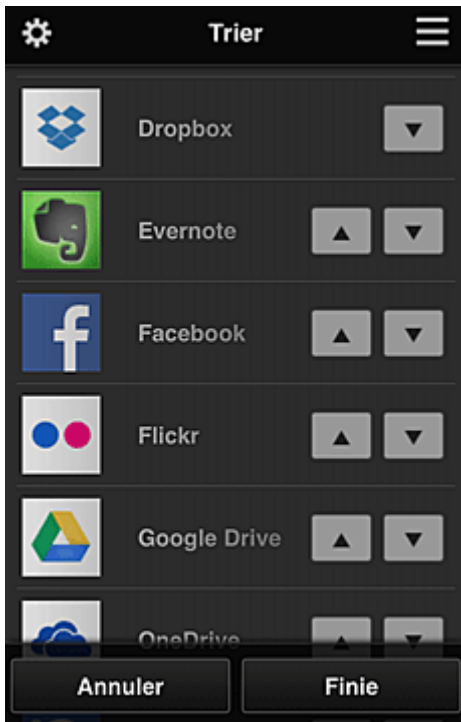 Trier
Dropbox
Evernote
Facebook
Flickr
Google Drive
OneDrive
Annuler Finie